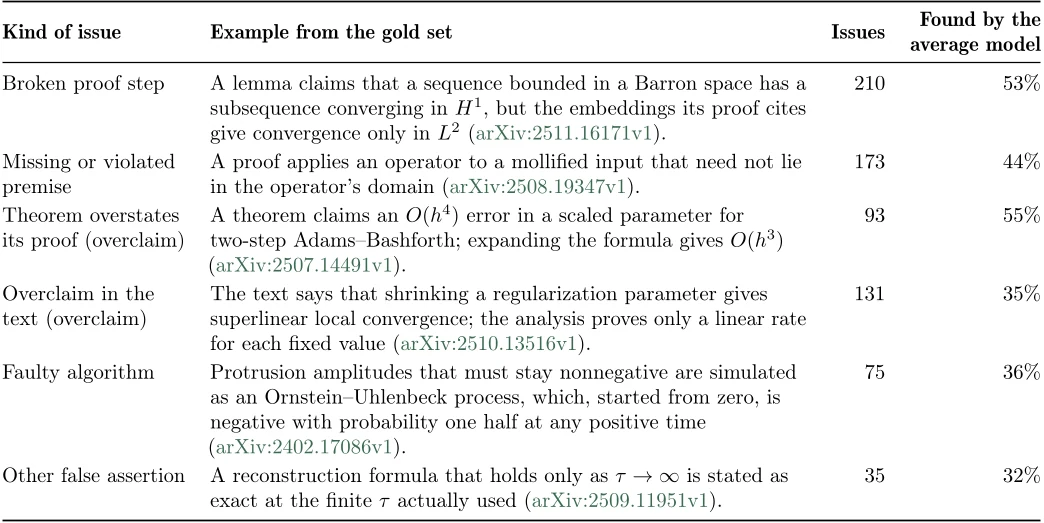 Kind of issue Example from the gold set Issues Found by the average model
Broken proof step A lemma claims that a sequence bounded in a Barron space has a 210 53%
subsequence converging in H¹, but the embeddings its proof cites
give convergence only in L² (arXiv:2511.16171v1).
Missing or violated A proof applies an operator to a mollified input that need not lie 173 44%
premise in the operator's domain (arXiv:2508.19347v1).
Theorem overstates A theorem claims an O(h⁴) error in a scaled parameter for 93 55%
its proof (overclaim) two-step Adams–Bashforth; expanding the formula gives O(h³)
(arXiv:2507.14491v1).
Overclaim in the The text says that shrinking a regularization parameter gives 131 35%
text (overclaim) superlinear local convergence; the analysis proves only a linear rate
for each fixed value (arXiv:2510.13516v1).
Faulty algorithm Protrusion amplitudes that must stay nonnegative are simulated 75 36%
as an Ornstein–Uhlenbeck process, which, started from zero, is
negative with probability one half at any positive time
(arXiv:2402.17086v1).
Other false assertion A reconstruction formula that holds only as τ → ∞ is stated as 35 32%
exact at the finite τ actually used (arXiv:2509.11951v1).